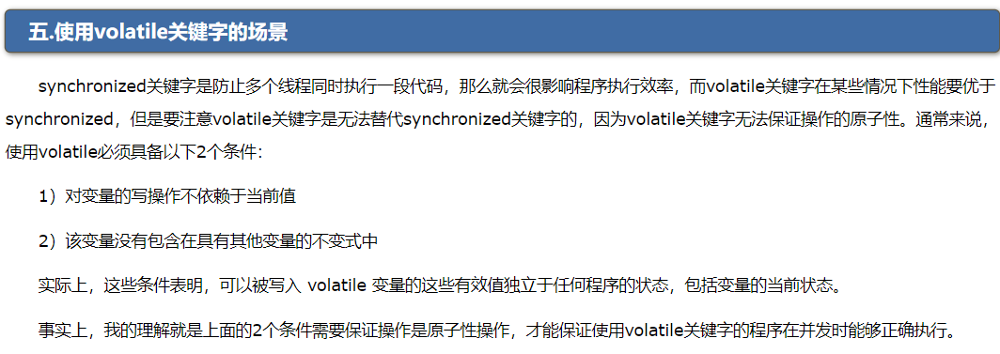 五.使用volatile关键字的场景
synchronized关键字是防止多个线程同时执行一段代码，那么就会很影响程序执行效率，而volatile关键字在某些情况下性能要优于
synchronized，但是要注意volatile关键字是无法替代synchronized关键字的，因为volatile关键字无法保证操作的原子性。通常来说，
使用volatile必须具备以下2个条件：
1）对变量的写操作不依赖于当前值
2）该变量没有包含在具有其他变量的不变式中
实际上，这些条件表明，可以被写入 volatile 变量的这些有效值独立于任何程序的状态，包括变量的当前状态。
事实上，我的理解就是上面的2个条件需要保证操作是原子性操作，才能保证使用volatile关键字的程序在并发时能够正确执行。